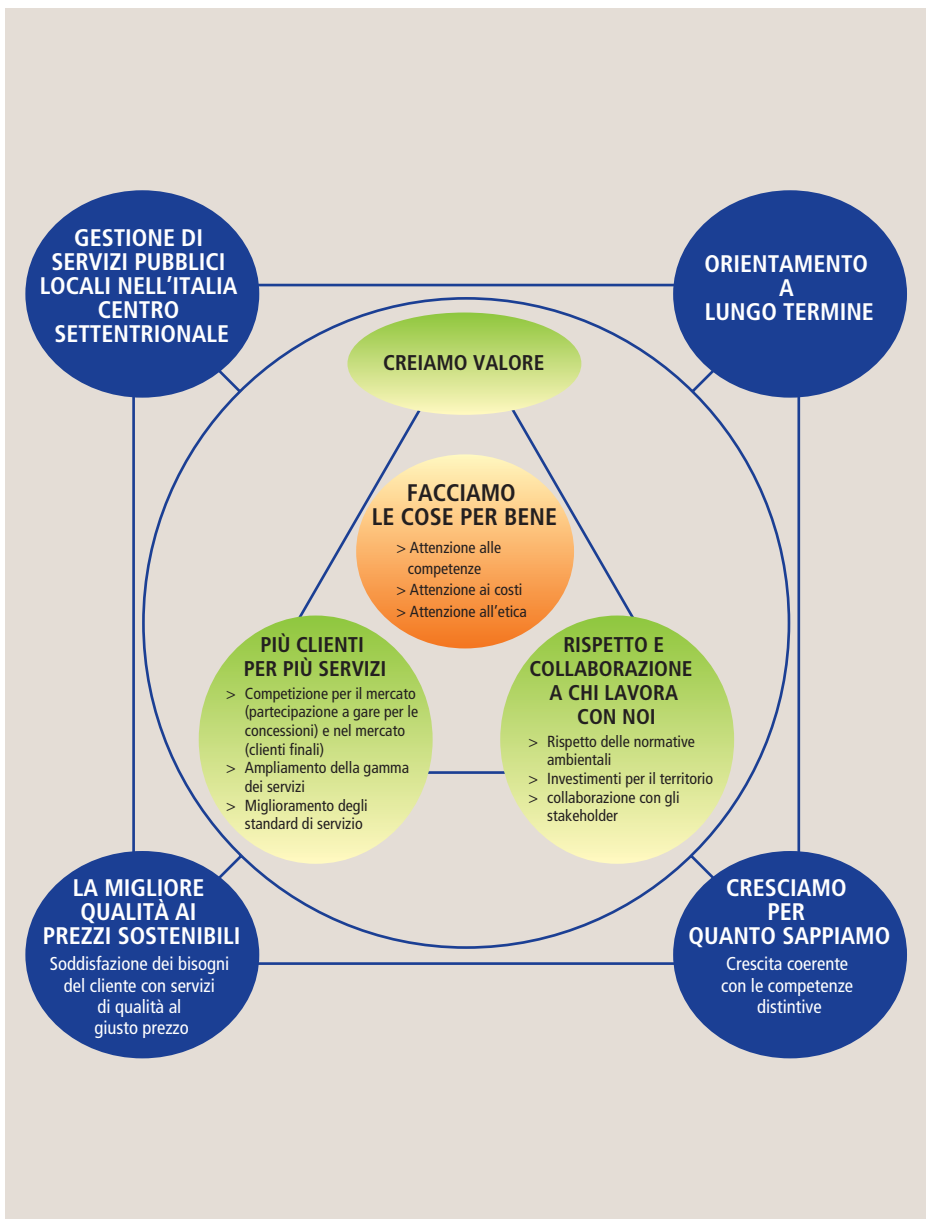 GESTIONE DI
SERVIZI PUBBLICI
LOCALI NELL'ITALIA
CENTRO
SETTENTRIONALE
ORIENTAMENTO
A
LUNGO TERMINE
CREIAMO VALORE
FACCIAMO
LE COSE PER BENE
> Attenzione alle
competenze
> Attenzione ai costi
> Attenzione all'etica
PIÙ CLIENTI
PER PIÙ SERVIZI
> Competizione per il mercato
(partecipazione a gare per le
concessioni) e nel mercato
(clienti finali)
> Ampliamento della gamma
dei servizi
> Miglioramento degli
standard di servizio
RISPETTO E
COLLABORAZIONE
A CHI LAVORA
CON NOI
> Rispetto delle normative
ambientali
> Investimenti per il territorio
> collaborazione con gli
stakeholder
LA MIGLIORE
QUALITÀ AI
PREZZI SOSTENIBILI
Soddisfazione dei bisogni
del cliente con servizi
di qualità al
giusto prezzo
CRESCIAMO
PER
QUANTO SAPPIAMO
Crescita coerente
con le competenze
distintive